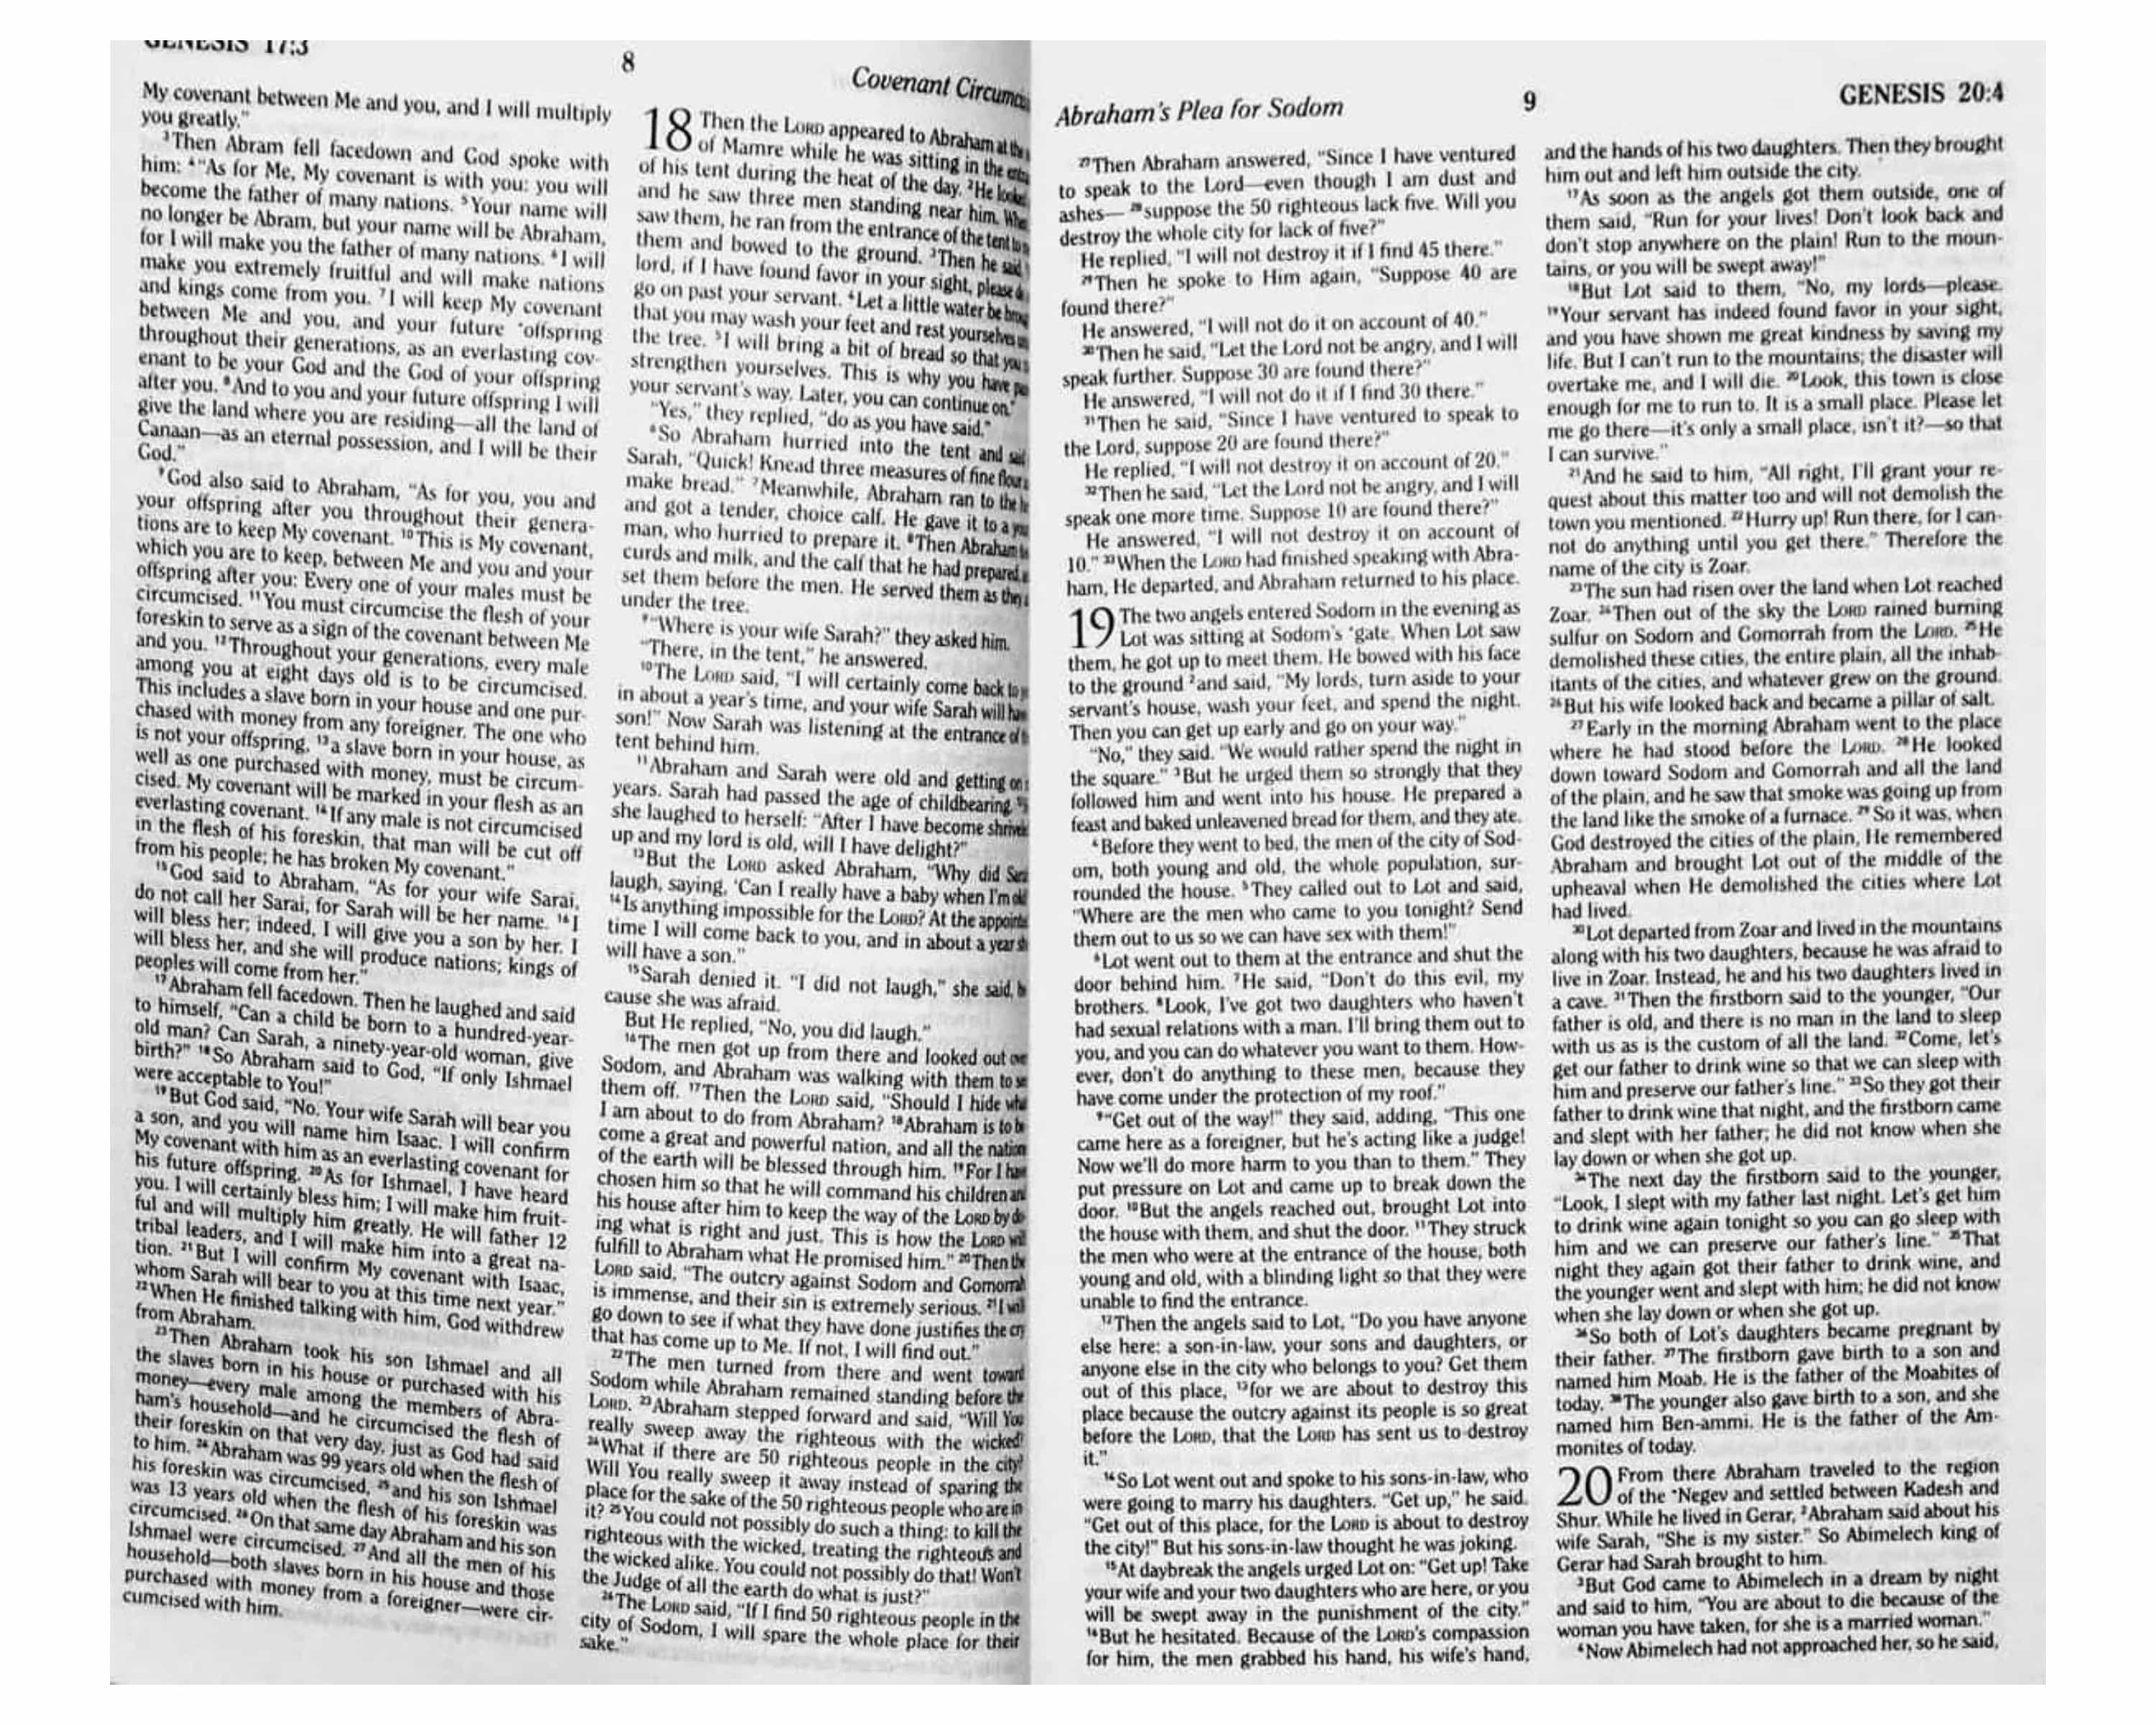 GENESIS 17:3
8
Covenant
My covenant between Me and you, and I will multiply
you greatly."
3Then Abram fell facedown and God spoke with
him: 4"As for Me, My covenant is with you: you will
become the father of many nations. 5Your name will
no longer be Abram, but your name will be Abraham,
for I will make you the father of many nations. 6I will
make you extremely fruitful and will make nations
and kings come from you. 7I will keep My covenant
between Me and you, and your future *offspring
throughout their generations, as an everlasting cov-
enant to be your God and the God of your offspring
after you. 8And to you and your future offspring I will
give the land where you are residing—all the land of
Canaan—as an eternal possession, and I will be their
God."
9God also said to Abraham, "As for you, you and
your offspring after you throughout their genera-
tions are to keep My covenant. 10This is My covenant,
which you are to keep, between Me and you and your
offspring after you: Every one of your males must be
circumcised. 11You must circumcise the flesh of your
foreskin to serve as a sign of the covenant between Me
and you. 12Throughout your generations, every male
among you at eight days old is to be circumcised.
This includes a slave born in your house and one pur-
chased with money from any foreigner. The one who
is not your offspring, 13a slave born in your house, as
well as one purchased with money, must be circum-
cised. My covenant will be marked in your flesh as an
everlasting covenant. 14If any male is not circumcised
in the flesh of his foreskin, that man will be cut off
from his people; he has broken My covenant."
15God said to Abraham, "As for your wife Sarai,
do not call her Sarai, for Sarah will be her name. 16I
will bless her; indeed, I will give you a son by her. I
will bless her, and she will produce nations; kings of
peoples will come from her."
17Abraham fell facedown. Then he laughed and said
to himself, "Can a child be born to a hundred-year-
old man? Can Sarah, a ninety-year-old woman, give
birth?" 18So Abraham said to God, "If only Ishmael
were acceptable to You!"
19But God said, "No. Your wife Sarah will bear you
a son, and you will name him Isaac. I will confirm
My covenant with him as an everlasting covenant for
his future offspring. 20As for Ishmael, I have heard
you. I will certainly bless him; I will make him fruit-
ful and will multiply him greatly. He will father 12
tribal leaders, and I will make him into a great na-
tion. 21But I will confirm My covenant with Isaac,
whom Sarah will bear to you at this time next year."
22When He finished talking with him, God withdrew
from Abraham.
23Then Abraham took his son Ishmael and all
the slaves born in his house or purchased with his
money—every male among the members of Abra-
ham's household—and he circumcised the flesh of
their foreskin on that very day, just as God had said
to him. 24Abraham was 99 years old when the flesh of
his foreskin was circumcised, 25and his son Ishmael
was 13 years old when the flesh of his foreskin was
circumcised. 26On that same day Abraham and his son
Ishmael were circumcised. 27And all the men of his
household—both slaves born in his house and those
purchased with money from a foreigner—were cir-
cumcised with him.
18 Then the LORD appeared to Abraham at the
of Mamre while he was sitting in the
of his tent during the heat of the day. 2He looked
and he saw three men standing near him. When
saw them, he ran from the entrance of the tent to
them and bowed to the ground. 3Then he said
lord, if I have found favor in your sight, please
go on past your servant. 4Let a little water be
that you may wash your feet and rest yourselves
the tree. 5I will bring a bit of bread so that you
strengthen yourselves. This is why you have
your servant's way. Later, you can continue on."
"Yes," they replied, "do as you have said."
6So Abraham hurried into the tent and said
Sarah, "Quick! Knead three measures of fine flour
make bread." 7Meanwhile, Abraham ran to the
and got a tender, choice calf. He gave it to a
man, who hurried to prepare it. 8Then Abraham
curds and milk, and the calf that he had prepared,
set them before the men. He served them as they
under the tree.
9"Where is your wife Sarah?" they asked him.
"There, in the tent," he answered.
10The LORD said, "I will certainly come back to
in about a year's time, and your wife Sarah will have
son!" Now Sarah was listening at the entrance of
tent behind him.
11Abraham and Sarah were old and getting on
years. Sarah had passed the age of childbearing.
she laughed to herself: "After I have become
up and my lord is old, will I have delight?"
13But the LORD asked Abraham, "Why did
laugh, saying, 'Can I really have a baby when I'm old
14Is anything impossible for the LORD? At the
time I will come back to you, and in about a year
will have a son."
15Sarah denied it. "I did not laugh," she said,
cause she was afraid.
But He replied, "No, you did laugh."
16The men got up from there and looked out over
Sodom, and Abraham was walking with them to
them off. 17Then the LORD said, "Should I hide what
I am about to do from Abraham? 18Abraham is to be
come a great and powerful nation, and all the nation
of the earth will be blessed through him. 19For I have
chosen him so that he will command his children and
his house after him to keep the way of the LORD by do
ing what is right and just. This is how the LORD will
fulfill to Abraham what He promised him." 20Then the
LORD said, "The outcry against Sodom and Gomorrah
is immense, and their sin is extremely serious. 21I will
go down to see if what they have done justifies the cry
that has come up to Me. If not, I will find out."
22The men turned from there and went toward
Sodom while Abraham remained standing before the
LORD. 23Abraham stepped forward and said, "Will You
really sweep away the righteous with the wicked?
24What if there are 50 righteous people in the city?
Will You really sweep it away instead of sparing the
place for the sake of the 50 righteous people who are in
it? 25You could not possibly do such a thing: to kill the
righteous with the wicked, treating the righteous and
the wicked alike. You could not possibly do that! Won't
the Judge of all the earth do what is just?"
26The LORD said, "If I find 50 righteous people in the
city of Sodom, I will spare the whole place for their
sake."
Abraham's Plea for Sodom
9
GENESIS 20:4
27Then Abraham answered, "Since I have ventured
to speak to the Lord—even though I am dust and
ashes— 28suppose the 50 righteous lack five. Will you
destroy the whole city for lack of five?"
He replied, "I will not destroy it if I find 45 there."
29Then he spoke to Him again, "Suppose 40 are
found there?"
He answered, "I will not do it on account of 40."
30Then he said, "Let the Lord not be angry, and I will
speak further. Suppose 30 are found there?"
He answered, "I will not do it if I find 30 there."
31Then he said, "Since I have ventured to speak to
the Lord, suppose 20 are found there?"
He replied, "I will not destroy it on account of 20."
32Then he said, "Let the Lord not be angry, and I will
speak one more time. Suppose 10 are found there?"
He answered, "I will not destroy it on account of
10." 33When the LORD had finished speaking with Abra-
ham, He departed, and Abraham returned to his place.
19 The two angels entered Sodom in the evening as
Lot was sitting at Sodom's *gate. When Lot saw
them, he got up to meet them. He bowed with his face
to the ground 2and said, "My lords, turn aside to your
servant's house, wash your feet, and spend the night.
Then you can get up early and go on your way."
"No," they said. "We would rather spend the night in
the square." 3But he urged them so strongly that they
followed him and went into his house. He prepared a
feast and baked unleavened bread for them, and they ate.
4Before they went to bed, the men of the city of Sod-
om, both young and old, the whole population, sur-
rounded the house. 5They called out to Lot and said,
"Where are the men who came to you tonight? Send
them out to us so we can have sex with them!"
6Lot went out to them at the entrance and shut the
door behind him. 7He said, "Don't do this evil, my
brothers. 8Look, I've got two daughters who haven't
had sexual relations with a man. I'll bring them out to
you, and you can do whatever you want to them. How-
ever, don't do anything to these men, because they
have come under the protection of my roof."
9"Get out of the way!" they said, adding, "This one
came here as a foreigner, but he's acting like a judge!
Now we'll do more harm to you than to them." They
put pressure on Lot and came up to break down the
door. 10But the angels reached out, brought Lot into
the house with them, and shut the door. 11They struck
the men who were at the entrance of the house, both
young and old, with a blinding light so that they were
unable to find the entrance.
12Then the angels said to Lot, "Do you have anyone
else here: a son-in-law, your sons and daughters, or
anyone else in the city who belongs to you? Get them
out of this place, 13for we are about to destroy this
place because the outcry against its people is so great
before the LORD, that the LORD has sent us to destroy
it."
14So Lot went out and spoke to his sons-in-law, who
were going to marry his daughters. "Get up," he said.
"Get out of this place, for the LORD is about to destroy
the city!" But his sons-in-law thought he was joking.
15At daybreak the angels urged Lot on: "Get up! Take
your wife and your two daughters who are here, or you
will be swept away in the punishment of the city."
16But he hesitated. Because of the LORD's compassion
for him, the men grabbed his hand, his wife's hand,
and the hands of his two daughters. Then they brought
him out and left him outside the city.
17As soon as the angels got them outside, one of
them said, "Run for your lives! Don't look back and
don't stop anywhere on the plain! Run to the moun-
tains, or you will be swept away!"
18But Lot said to them, "No, my lords—please.
19Your servant has indeed found favor in your sight,
and you have shown me great kindness by saving my
life. But I can't run to the mountains; the disaster will
overtake me, and I will die. 20Look, this town is close
enough for me to run to. It is a small place. Please let
me go there—it's only a small place, isn't it?—so that
I can survive."
21And he said to him, "All right, I'll grant your re-
quest about this matter too and will not demolish the
town you mentioned. 22Hurry up! Run there, for I can-
not do anything until you get there." Therefore the
name of the city is Zoar.
23The sun had risen over the land when Lot reached
Zoar. 24Then out of the sky the LORD rained burning
sulfur on Sodom and Gomorrah from the LORD. 25He
demolished these cities, the entire plain, all the inhab-
itants of the cities, and whatever grew on the ground.
26But his wife looked back and became a pillar of salt.
27Early in the morning Abraham went to the place
where he had stood before the LORD. 28He looked
down toward Sodom and Gomorrah and all the land
of the plain, and he saw that smoke was going up from
the land like the smoke of a furnace. 29So it was, when
God destroyed the cities of the plain, He remembered
Abraham and brought Lot out of the middle of the
upheaval when He demolished the cities where Lot
had lived.
30Lot departed from Zoar and lived in the mountains
along with his two daughters, because he was afraid to
live in Zoar. Instead, he and his two daughters lived in
a cave. 31Then the firstborn said to the younger, "Our
father is old, and there is no man in the land to sleep
with us as is the custom of all the land. 32Come, let's
get our father to drink wine so that we can sleep with
him and preserve our father's line." 33So they got their
father to drink wine that night, and the firstborn came
and slept with her father; he did not know when she
lay down or when she got up.
34The next day the firstborn said to the younger,
"Look, I slept with my father last night. Let's get him
to drink wine again tonight so you can go sleep with
him and we can preserve our father's line." 35That
night they again got their father to drink wine, and
the younger went and slept with him; he did not know
when she lay down or when she got up.
36So both of Lot's daughters became pregnant by
their father. 37The firstborn gave birth to a son and
named him Moab. He is the father of the Moabites of
today. 38The younger also gave birth to a son, and she
named him Ben-ammi. He is the father of the Am-
monites of today.
20 From there Abraham traveled to the region
of the *Negev and settled between Kadesh and
Shur. While he lived in Gerar, 2Abraham said about his
wife Sarah, "She is my sister." So Abimelech king of
Gerar had Sarah brought to him.
3But God came to Abimelech in a dream by night
and said to him, "You are about to die because of the
woman you have taken, for she is a married woman."
4Now Abimelech had not approached her, so he said,